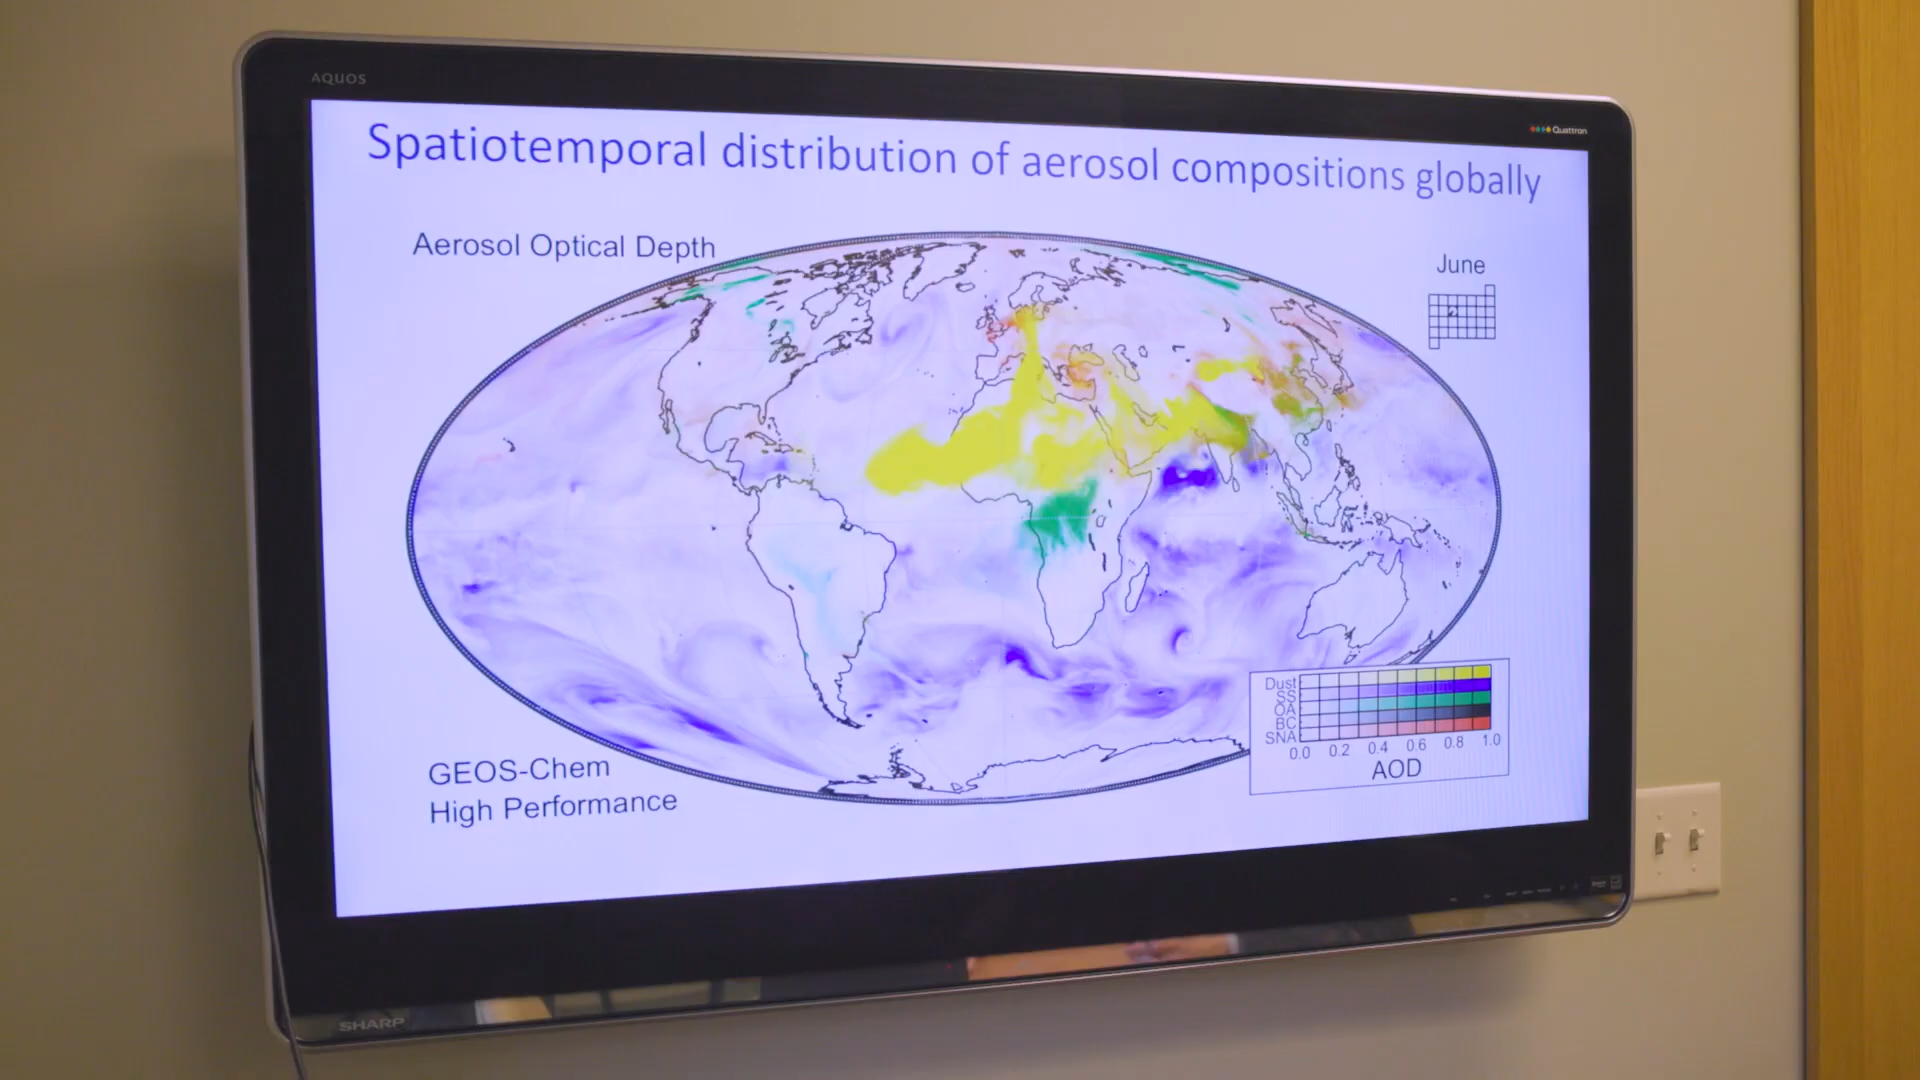 AQUOS
Quattron
Spatiotemporal distribution of aerosol compositions globally
Aerosol Optical Depth
June
Dust
SS
OA
BC
SNA
0.0 0.2 0.4 0.6 0.8 1.0
AOD
GEOS-Chem
High Performance
SHARP